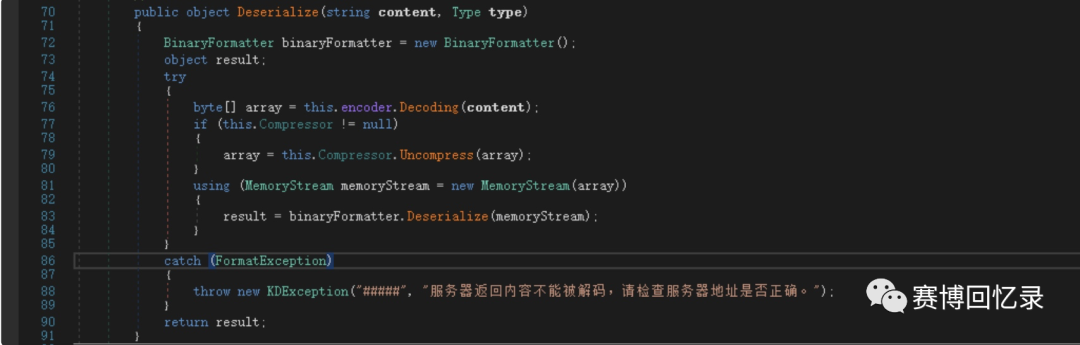 70 public object Deserialize(string content, Type type)
71 {
72 BinaryFormatter binaryFormatter = new BinaryFormatter();
73 object result;
74 try
75 {
76 byte[] array = this.encoder.Decoding(content);
77 if (this.Compressor != null)
78 {
79 array = this.Compressor.Uncompress(array);
80 }
81 using (MemoryStream memoryStream = new MemoryStream(array))
82 {
83 result = binaryFormatter.Deserialize(memoryStream);
84 }
85 }
86 catch (FormatException)
87 {
88 throw new KDException("#####", "服务器返回内容不能被解码，请检查服务器地址是否正确。");
89 }
90 return result;
91 }
赛博回忆录